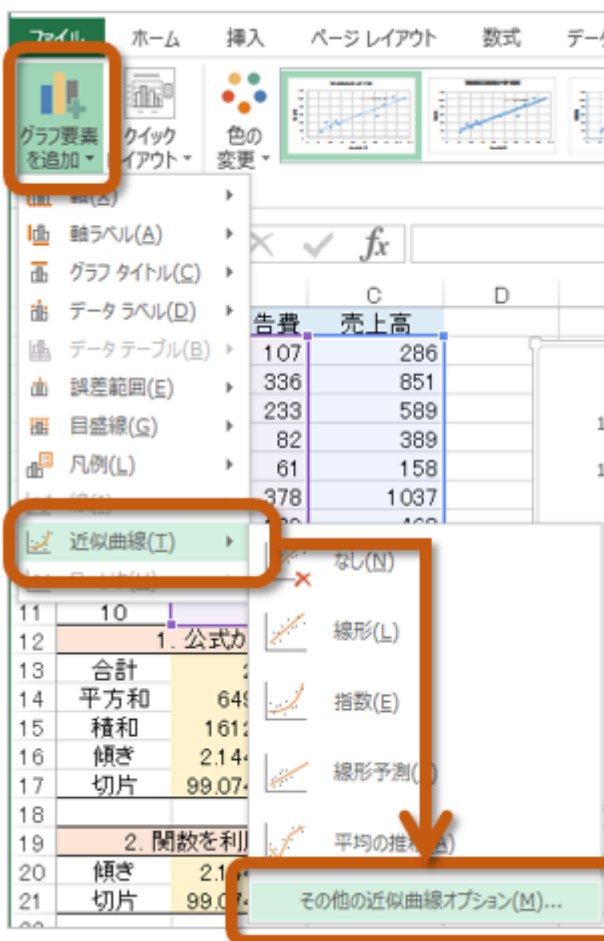 ファイル ホーム 挿入 ページ レイアウト 数式
グラフ要素
を追加
クイック
色の
変更
軸ラベル(A)
グラフ タイトル(C)
データ ラベル(D)
データ テーブル(B)
誤差範囲(E)
目盛線(G)
凡例(L)
近似曲線(T)
fx
C D
告費 売上高
107 286
336 851
233 589
82 389
61 158
378 1037
なし(N)
線形(L)
指数(E)
線形予測
平均の推移
その他の近似曲線オプション(M)...
11 10
12 1. 公式か
13 合計
14 平方和 649
15 積和 1612
16 傾き 2.144
17 切片 99.074
18
19 2. 関数を利用
20 傾き
21 切片